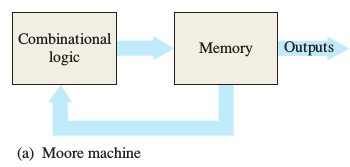 Combinational
logic
Memory
Outputs
(a) Moore machine